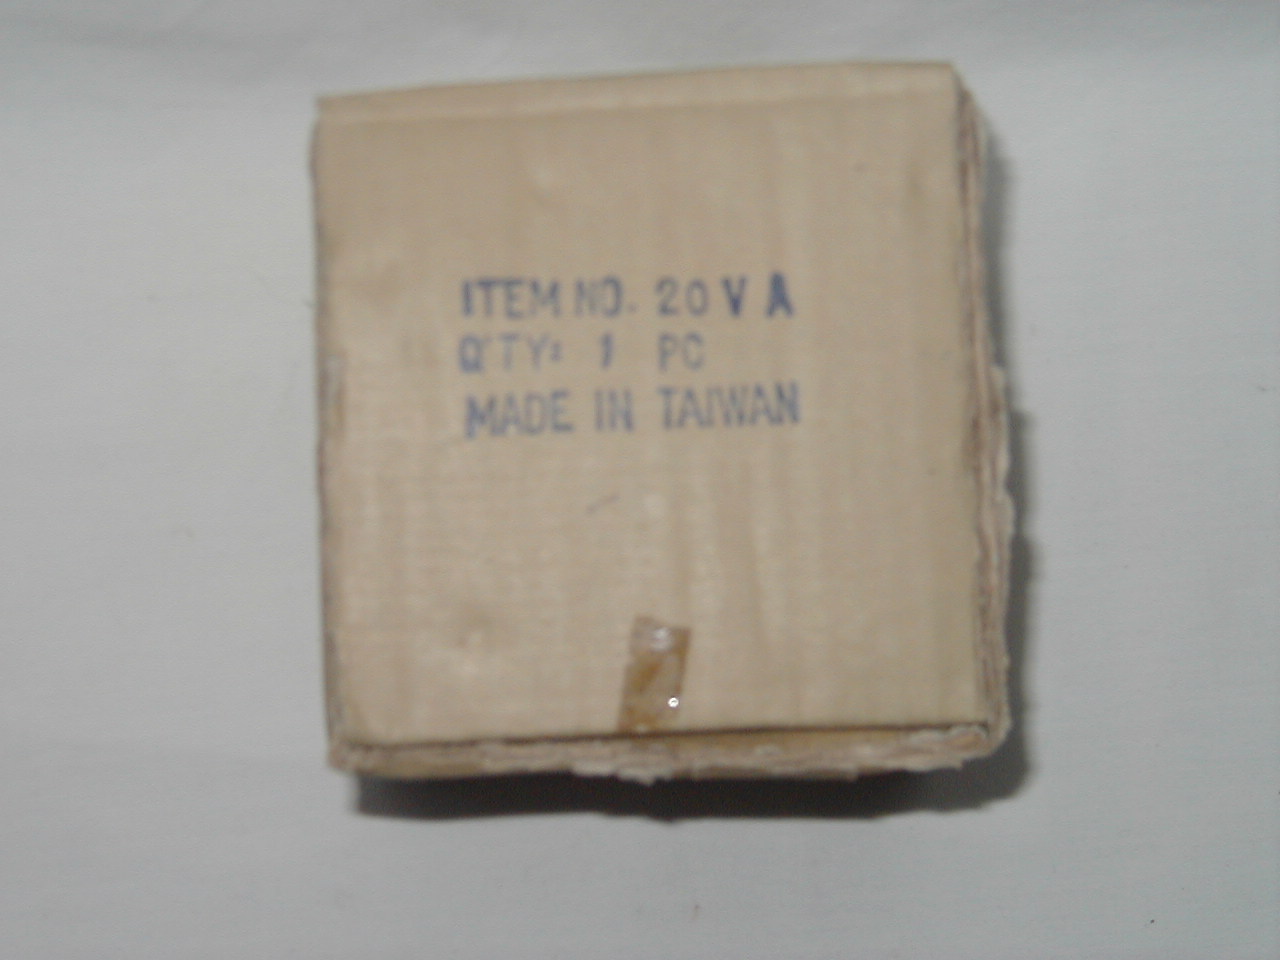 ITEM NO. 20 V A
Q'TY: 1 PC
MADE IN TAIWAN